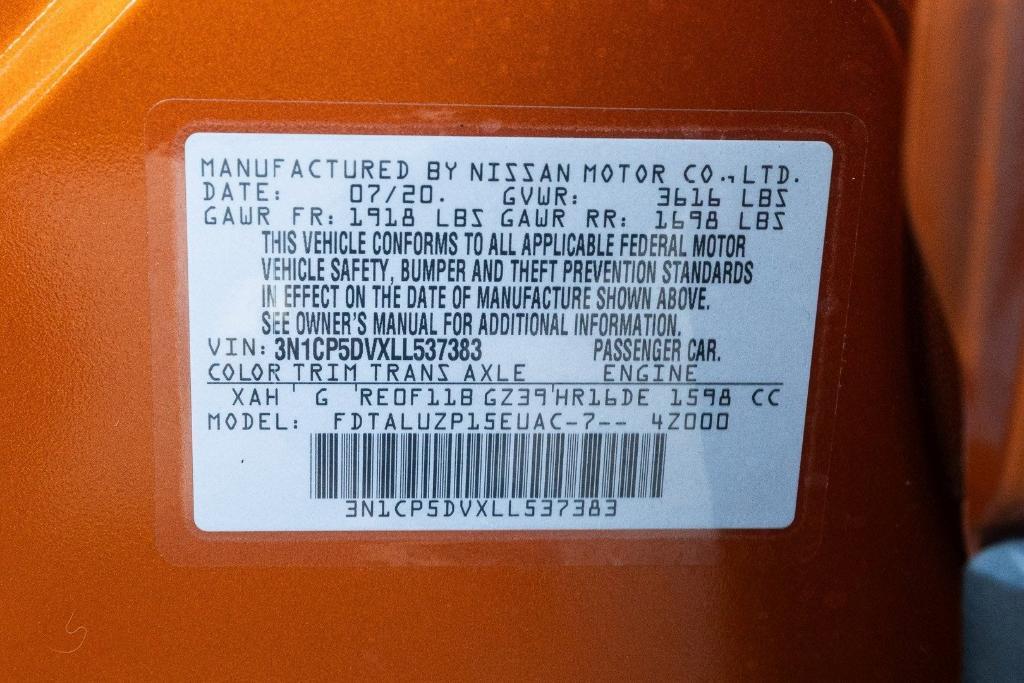 MANUFACTURED BY NISSAN MOTOR CO., LTD.
DATE: 07/20. GVWR: 3616 LBS
GAWR FR: 1918 LBS GAWR RR: 1698 LBS
THIS VEHICLE CONFORMS TO ALL APPLICABLE FEDERAL MOTOR
VEHICLE SAFETY, BUMPER AND THEFT PREVENTION STANDARDS
IN EFFECT ON THE DATE OF MANUFACTURE SHOWN ABOVE.
SEE OWNER'S MANUAL FOR ADDITIONAL INFORMATION.
VIN: 3N1CP5DVXLL537383 PASSENGER CAR.
COLOR TRIM TRANS AXLE ENGINE
XAH G RE0F11B GZ39 HR16DE 1598 CC
MODEL: FDTALUZP15EUAC-7-- 4Z000
3N1CP5DVXLL537383